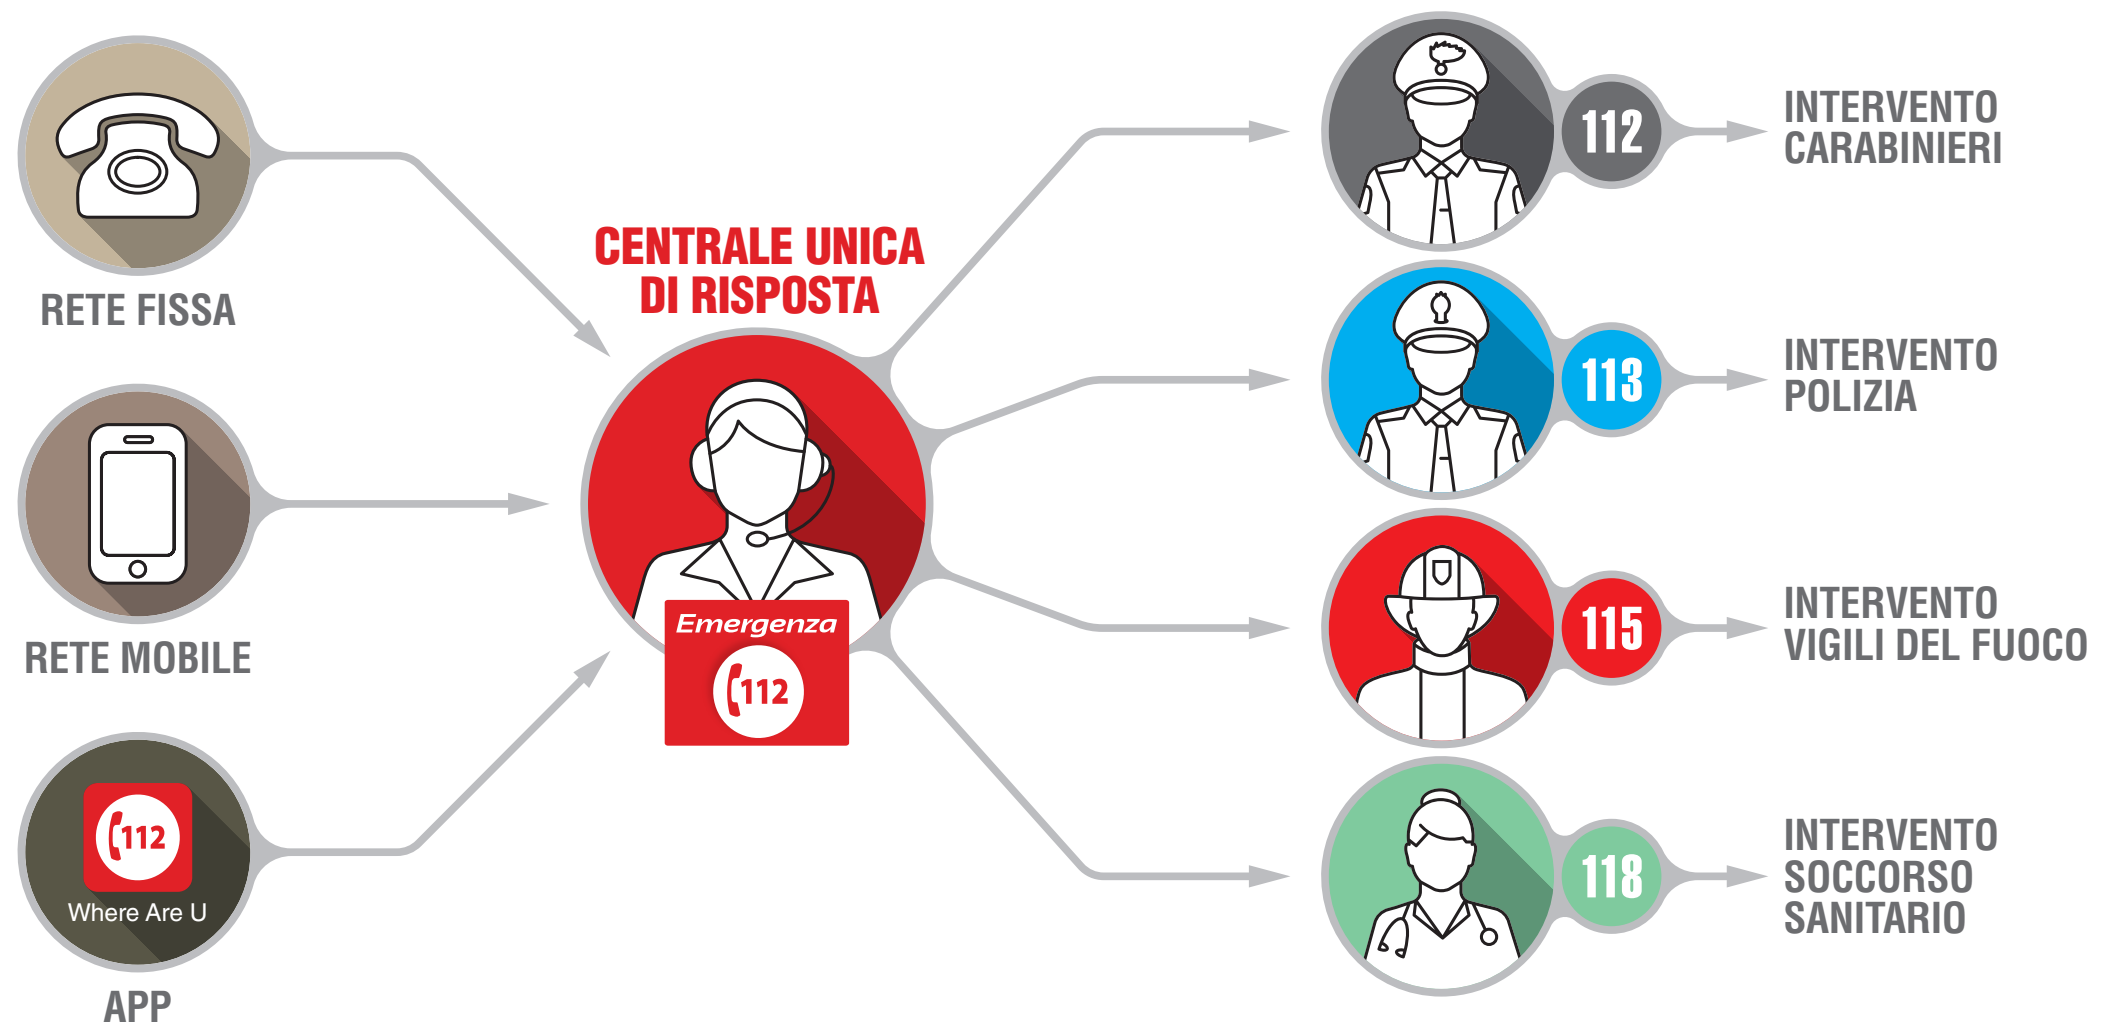 RETE FISSA
RETE MOBILE
112
Where Are U
APP
CENTRALE UNICA
DI RISPOSTA
Emergenza
112
112
INTERVENTO
CARABINIERI
113
INTERVENTO
POLIZIA
115
INTERVENTO
VIGILI DEL FUOCO
118
INTERVENTO
SOCCORSO
SANITARIO